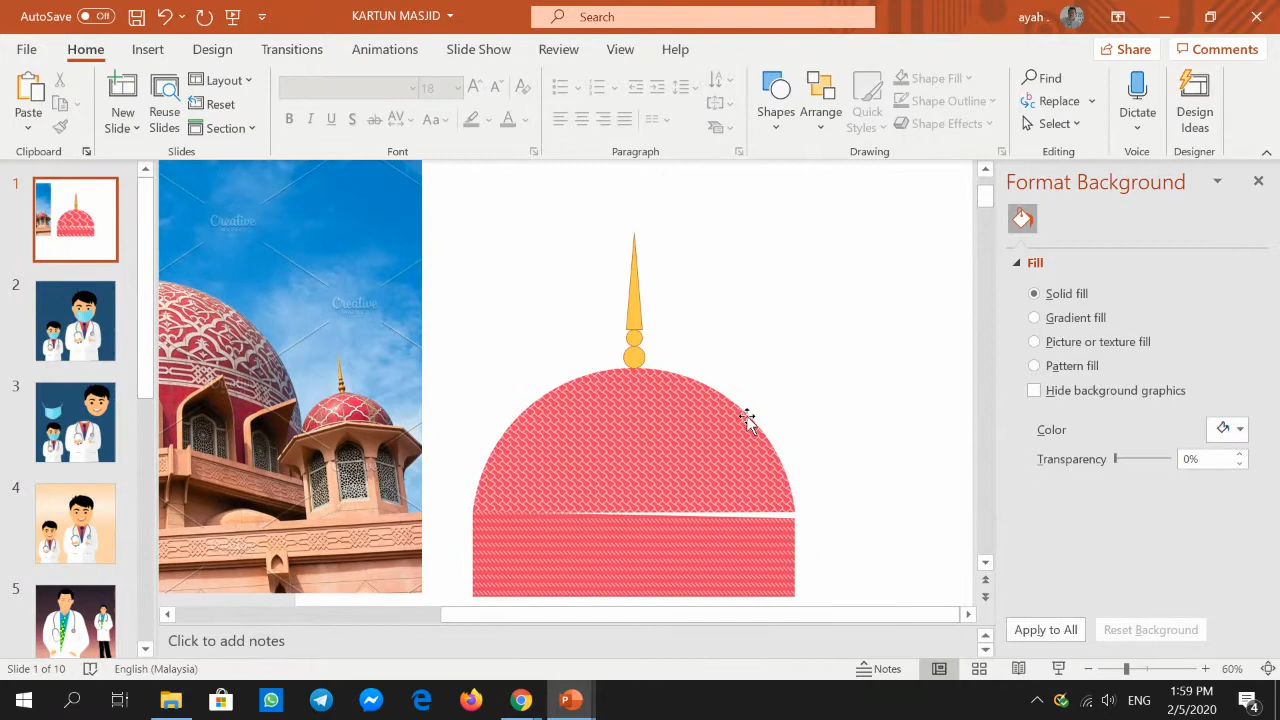 AutoSave
Off
KARTUN MASJID
Search
ayah .
File
Home
Insert
Design
Transitions
Animations
Slide Show
Review
View
Help
Share
Comments
Paste
Clipboard
New
Slide
Reuse
Slides
Layout
Reset
Section
Slides
18
B
I
U
S
ab
AV
Aa
A
Font
Paragraph
Shapes
Arrange
Quick
Styles
Shape Fill
Shape Outline
Shape Effects
Drawing
Find
Replace
Select
Editing
Dictate
Voice
Design
Ideas
Designer
1
2
3
4
5
Creative
Creative
Format Background
Fill
Solid fill
Gradient fill
Picture or texture fill
Pattern fill
Hide background graphics
Color
Transparency
0%
Apply to All
Reset Background
Click to add notes
Slide 1 of 10
English (Malaysia)
Notes
60%
ENG
1:59 PM
2/5/2020
4